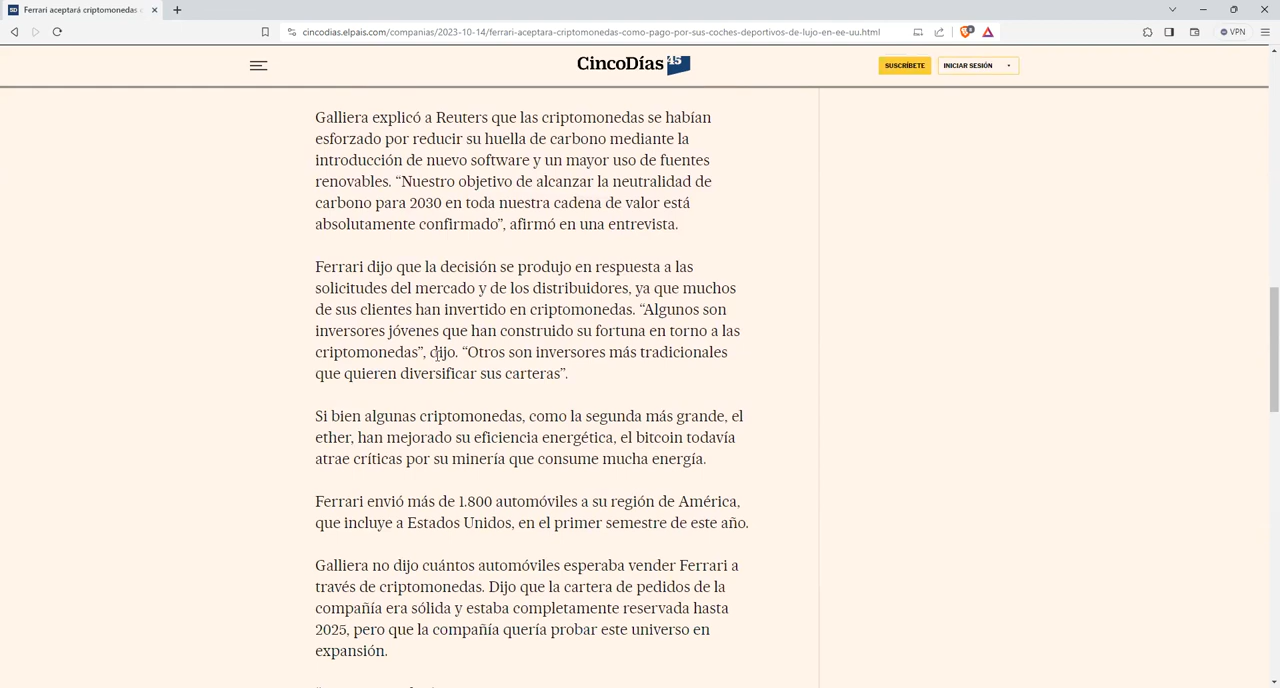 Ferrari aceptará criptomonedas c
cincodias.elpais.com/companias/2023-10-14/ferrari-aceptara-criptomonedas-como-pago-por-sus-coches-deportivos-de-lujo-en-ee-uu.html
VPN
CincoDías 45
SUSCRÍBETE
INICIAR SESIÓN
Galliera explicó a Reuters que las criptomonedas se habían
esforzado por reducir su huella de carbono mediante la
introducción de nuevo software y un mayor uso de fuentes
renovables. “Nuestro objetivo de alcanzar la neutralidad de
carbono para 2030 en toda nuestra cadena de valor está
absolutamente confirmado”, afirmó en una entrevista.
Ferrari dijo que la decisión se produjo en respuesta a las
solicitudes del mercado y de los distribuidores, ya que muchos
de sus clientes han invertido en criptomonedas. “Algunos son
inversores jóvenes que han construido su fortuna en torno a las
criptomonedas”, dijo. “Otros son inversores más tradicionales
que quieren diversificar sus carteras”.
Si bien algunas criptomonedas, como la segunda más grande, el
ether, han mejorado su eficiencia energética, el bitcoin todavía
atrae críticas por su minería que consume mucha energía.
Ferrari envió más de 1.800 automóviles a su región de América,
que incluye a Estados Unidos, en el primer semestre de este año.
Galliera no dijo cuántos automóviles esperaba vender Ferrari a
través de criptomonedas. Dijo que la cartera de pedidos de la
compañía era sólida y estaba completamente reservada hasta
2025, pero que la compañía quería probar este universo en
expansión.